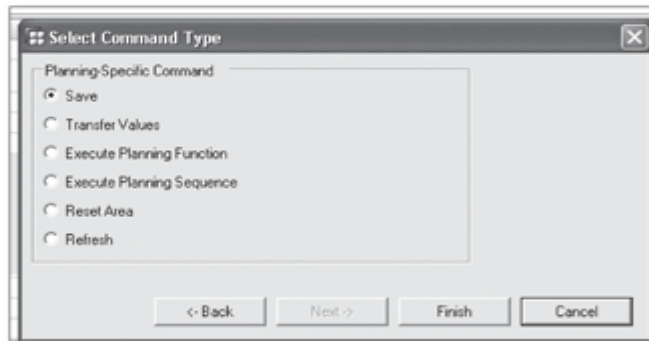 Select Command Type
Planning-Specific Command
Save
Transfer Values
Execute Planning Function
Execute Planning Sequence
Reset Area
Refresh
<- Back Next -> Finish Cancel